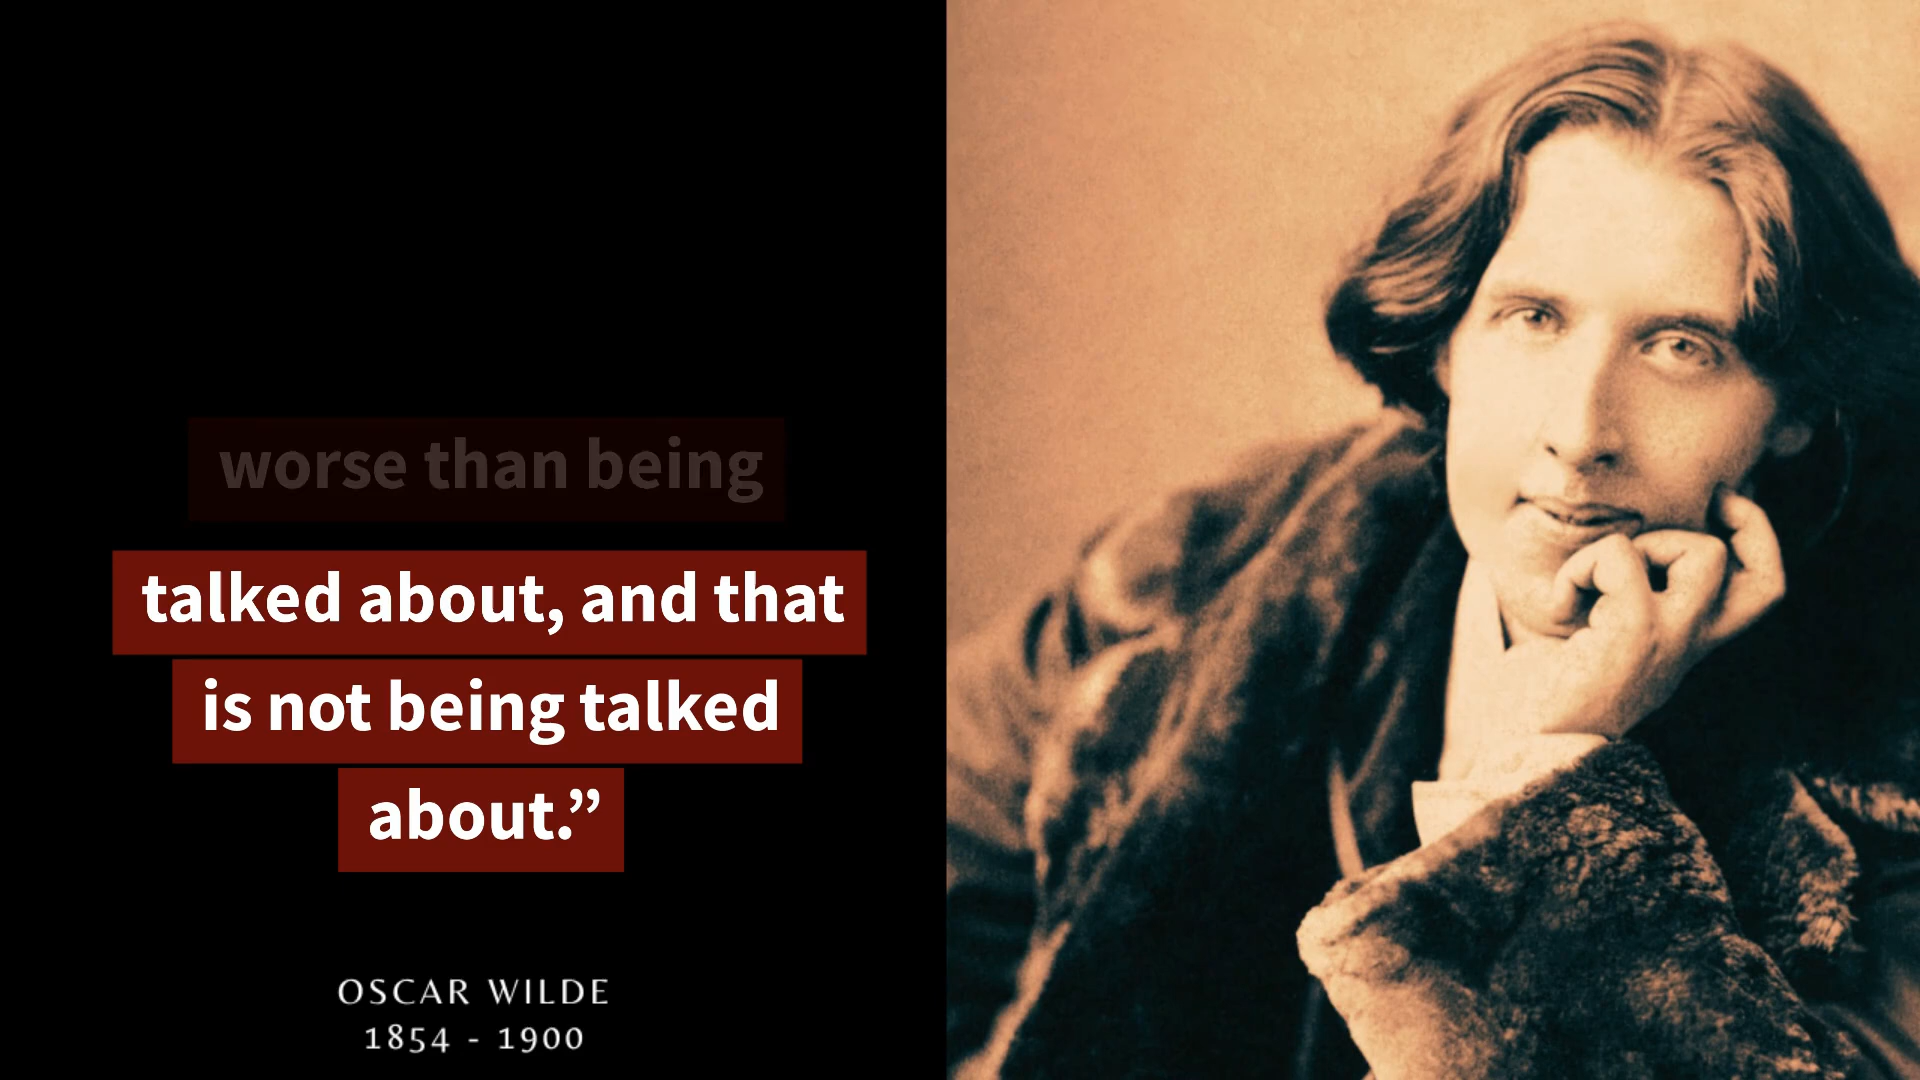 worse than being
talked about, and that
is not being talked
about.”
OSCAR WILDE
1854 - 1900